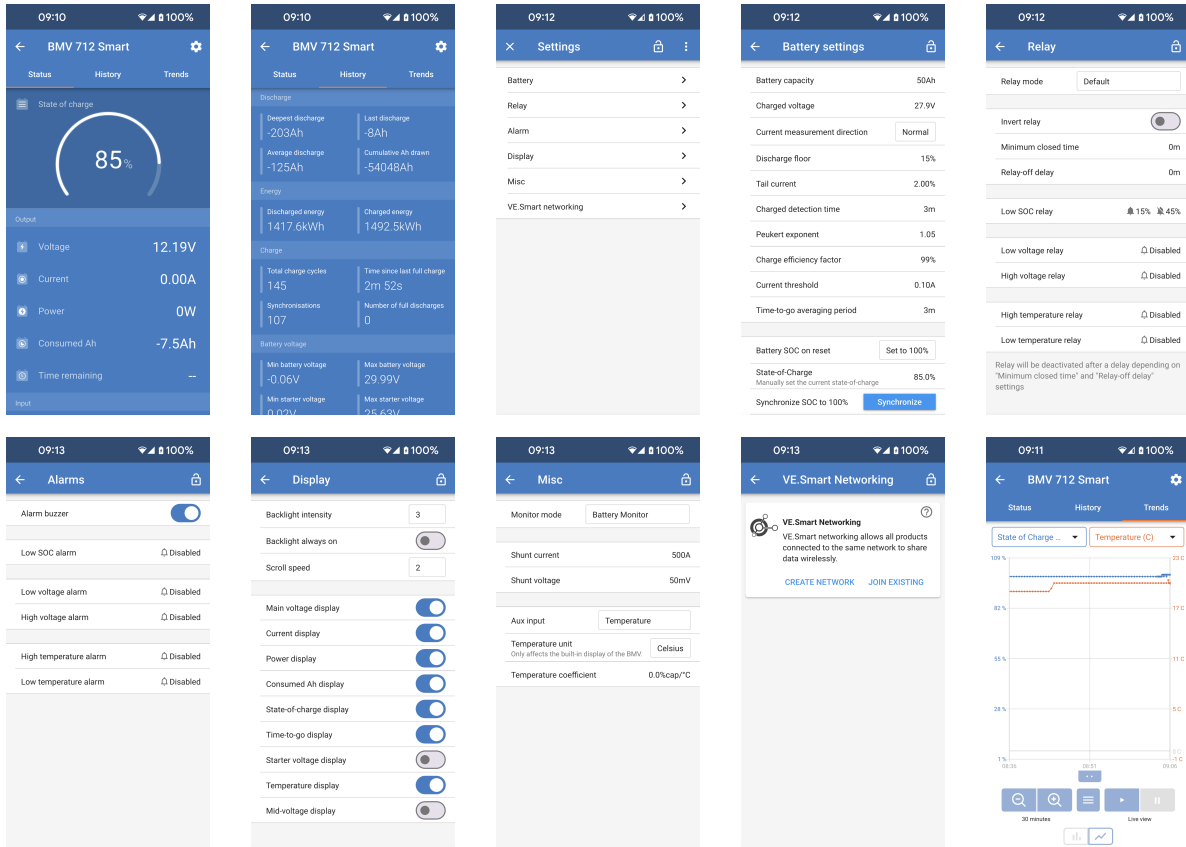 09:10 100%
BMV 712 Smart
Status History Trends
State of charge
85%
Output
Voltage 12.19V
Current 0.00A
Power 0W
Consumed Ah -7.5Ah
Time remaining --
Input
09:10 100%
BMV 712 Smart
Status History Trends
Discharge
Deepest discharge Last discharge
-203Ah -8Ah
Average discharge Cumulative Ah drawn
-125Ah -54048Ah
Energy
Discharged energy Charged energy
1417.6kWh 1492.5kWh
Charge
Total charge cycles Time since last full charge
145 2m 52s
Synchronisations Number of full discharges
107 0
Battery voltage
Min battery voltage Max battery voltage
-0.06V 29.99V
Min starter voltage Max starter voltage
0.02V 25.63V
09:12 100%
Settings
Battery
Relay
Alarm
Display
Misc
VE.Smart networking
09:12 100%
Battery settings
Battery capacity 50Ah
Charged voltage 27.9V
Current measurement direction Normal
Discharge floor 15%
Tail current 2.00%
Charged detection time 3m
Peukert exponent 1.05
Charge efficiency factor 99%
Current threshold 0.10A
Time-to-go averaging period 3m
Battery SOC on reset Set to 100%
State-of-Charge 85.0%
Manually set the current state-of-charge
Synchronize SOC to 100% Synchronize
09:12 100%
Relay
Relay mode Default
Invert relay
Minimum closed time 0m
Relay-off delay 0m
Low SOC relay 15% 45%
Low voltage relay Disabled
High voltage relay Disabled
High temperature relay Disabled
Low temperature relay Disabled
Relay will be deactivated after a delay depending on
"Minimum closed time" and "Relay-off delay"
settings
09:13 100%
Alarms
Alarm buzzer
Low SOC alarm Disabled
Low voltage alarm Disabled
High voltage alarm Disabled
High temperature alarm Disabled
Low temperature alarm Disabled
09:13 100%
Display
Backlight intensity 3
Backlight always on
Scroll speed 2
Main voltage display
Current display
Power display
Consumed Ah display
State-of-charge display
Time-to-go display
Starter voltage display
Temperature display
Mid-voltage display
09:13 100%
Misc
Monitor mode Battery Monitor
Shunt current 500A
Shunt voltage 50mV
Aux input Temperature
Temperature unit Celsius
Only affects the built-in display of the BMV.
Temperature coefficient 0.0%cap/°C
09:13 100%
VE.Smart Networking
VE.Smart Networking
VE.Smart networking allows all products
connected to the same network to share
data wirelessly.
CREATE NETWORK JOIN EXISTING
09:11 100%
BMV 712 Smart
Status History Trends
State of Charge .. Temperature (C)
109 % 23 C
82 % 17 C
55 % 11 C
28 % 5 C
0 C
1 % -1 C
08:36 08:51 09:06
30 minutes Live view